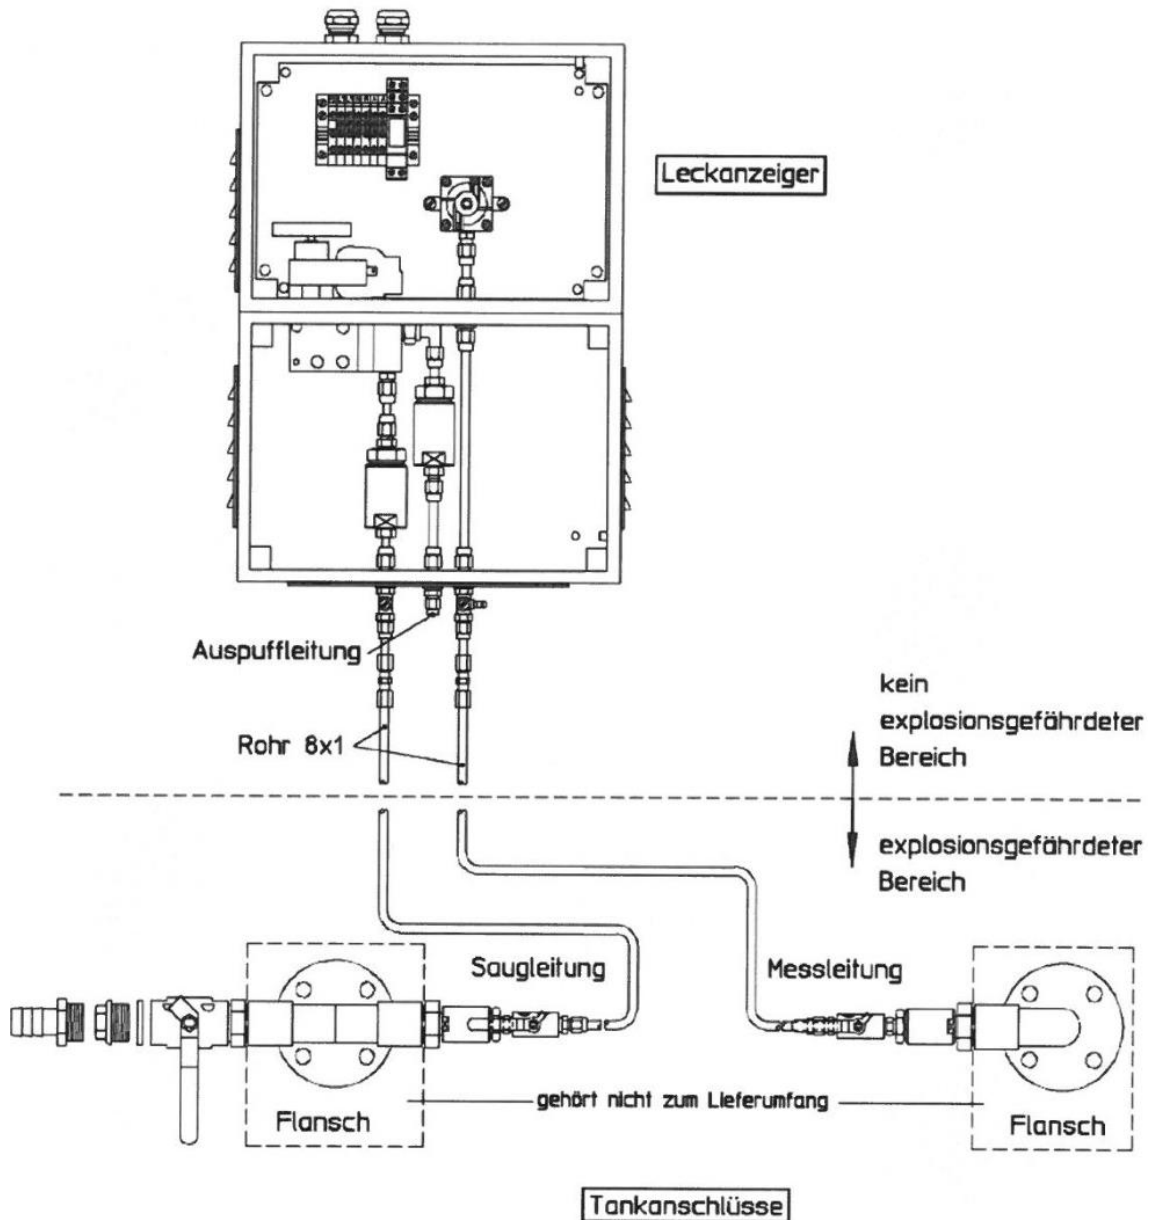 Leckanzeiger
Auspuffleitung
Rohr 8x1
kein
explosionsgefährdeter
Bereich
explosionsgefährdeter
Bereich
Saugleitung
Messleitung
gehört nicht zum Lieferumfang
Flansch
Flansch
Tankanschlüsse